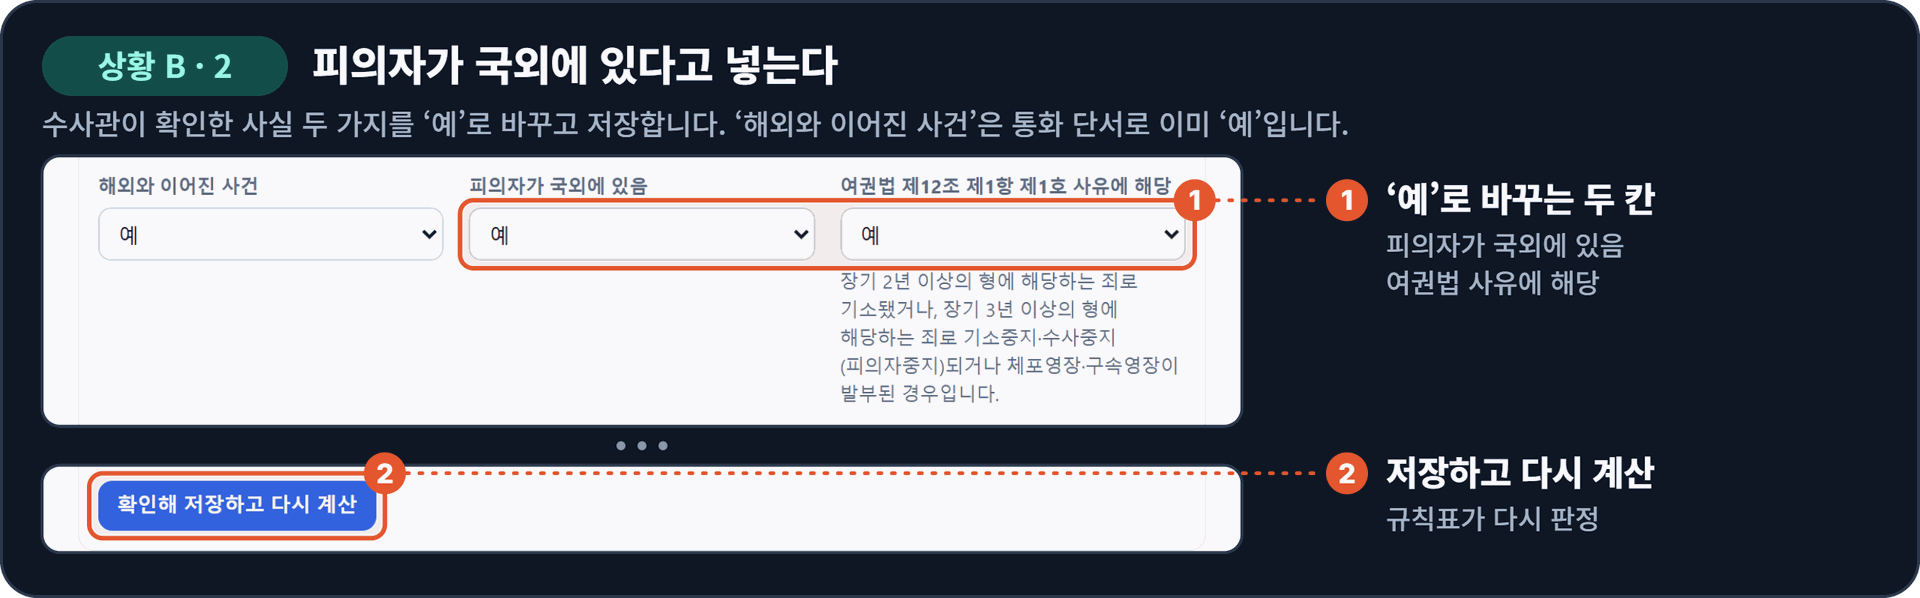 상황 B · 2
피의자가 국외에 있다고 넣는다
수사관이 확인한 사실 두 가지를 ‘예’로 바꾸고 저장합니다. ‘해외와 이어진 사건’은 통화 단서로 이미 ‘예’입니다.
해외와 이어진 사건
예
피의자가 국외에 있음
예
여권법 제12조 제1항 제1호 사유에 해당
예
장기 2년 이상의 형에 해당하는 죄로
기소됐거나, 장기 3년 이상의 형에
해당하는 죄로 기소중지·수사중지
(피의자중지)되거나 체포영장·구속영장이
발부된 경우입니다.
1
1
‘예’로 바꾸는 두 칸
피의자가 국외에 있음
여권법 사유에 해당
확인해 저장하고 다시 계산
2
2
저장하고 다시 계산
규칙표가 다시 판정